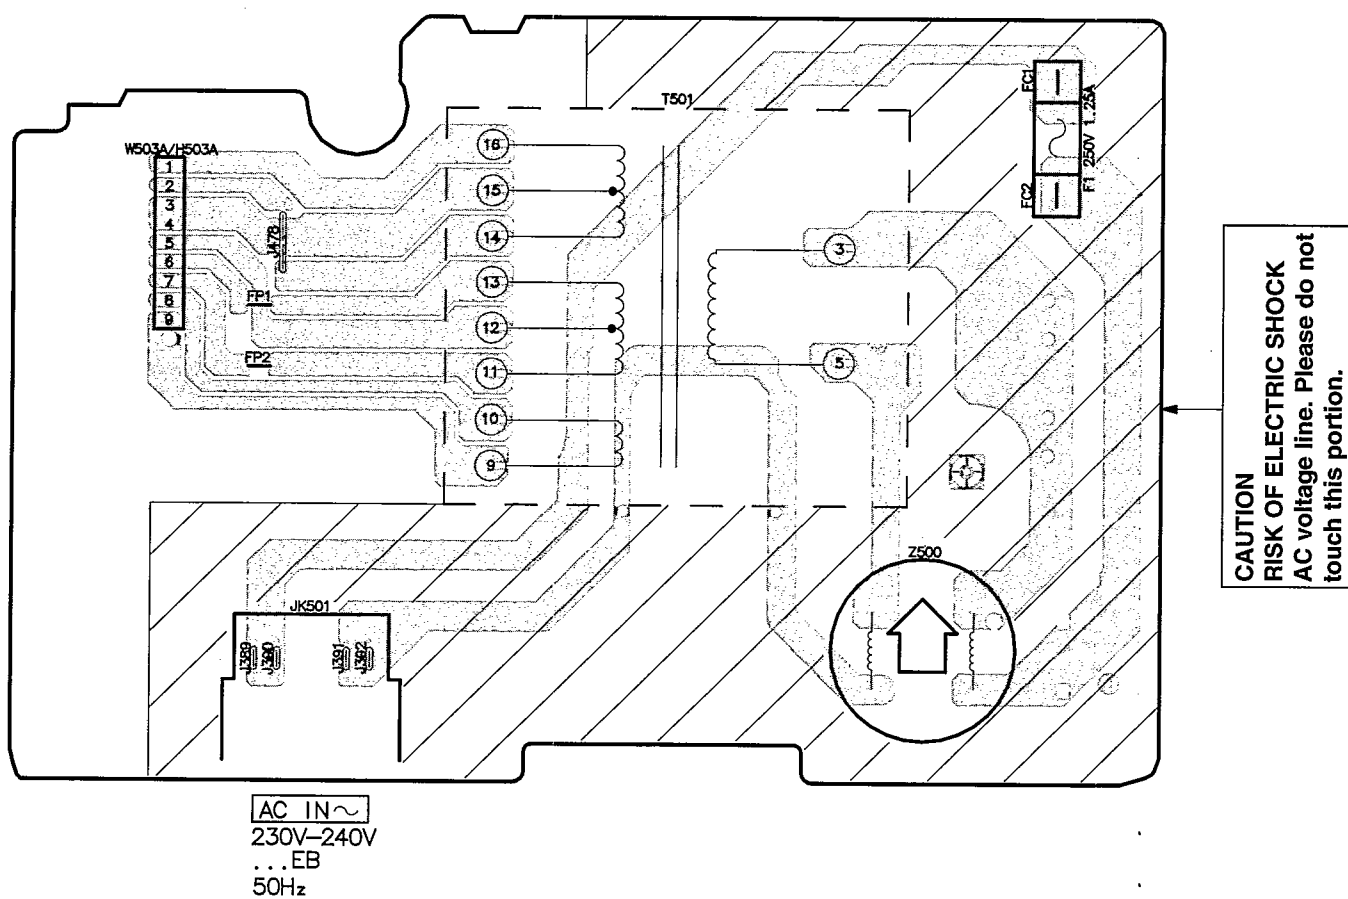 T501
FC1
F1 250V 1.25A
FC2
W503A/H503A
1
2
3
4
5
6
7
8
9
J478
FP1
FP2
16
15
14
13
12
11
10
9
3
5
Z500
JK501
J389
J390
J391
J392
AC IN~
230V–240V
...EB
50Hz
CAUTION
RISK OF ELECTRIC SHOCK
AC voltage line. Please do not
touch this portion.